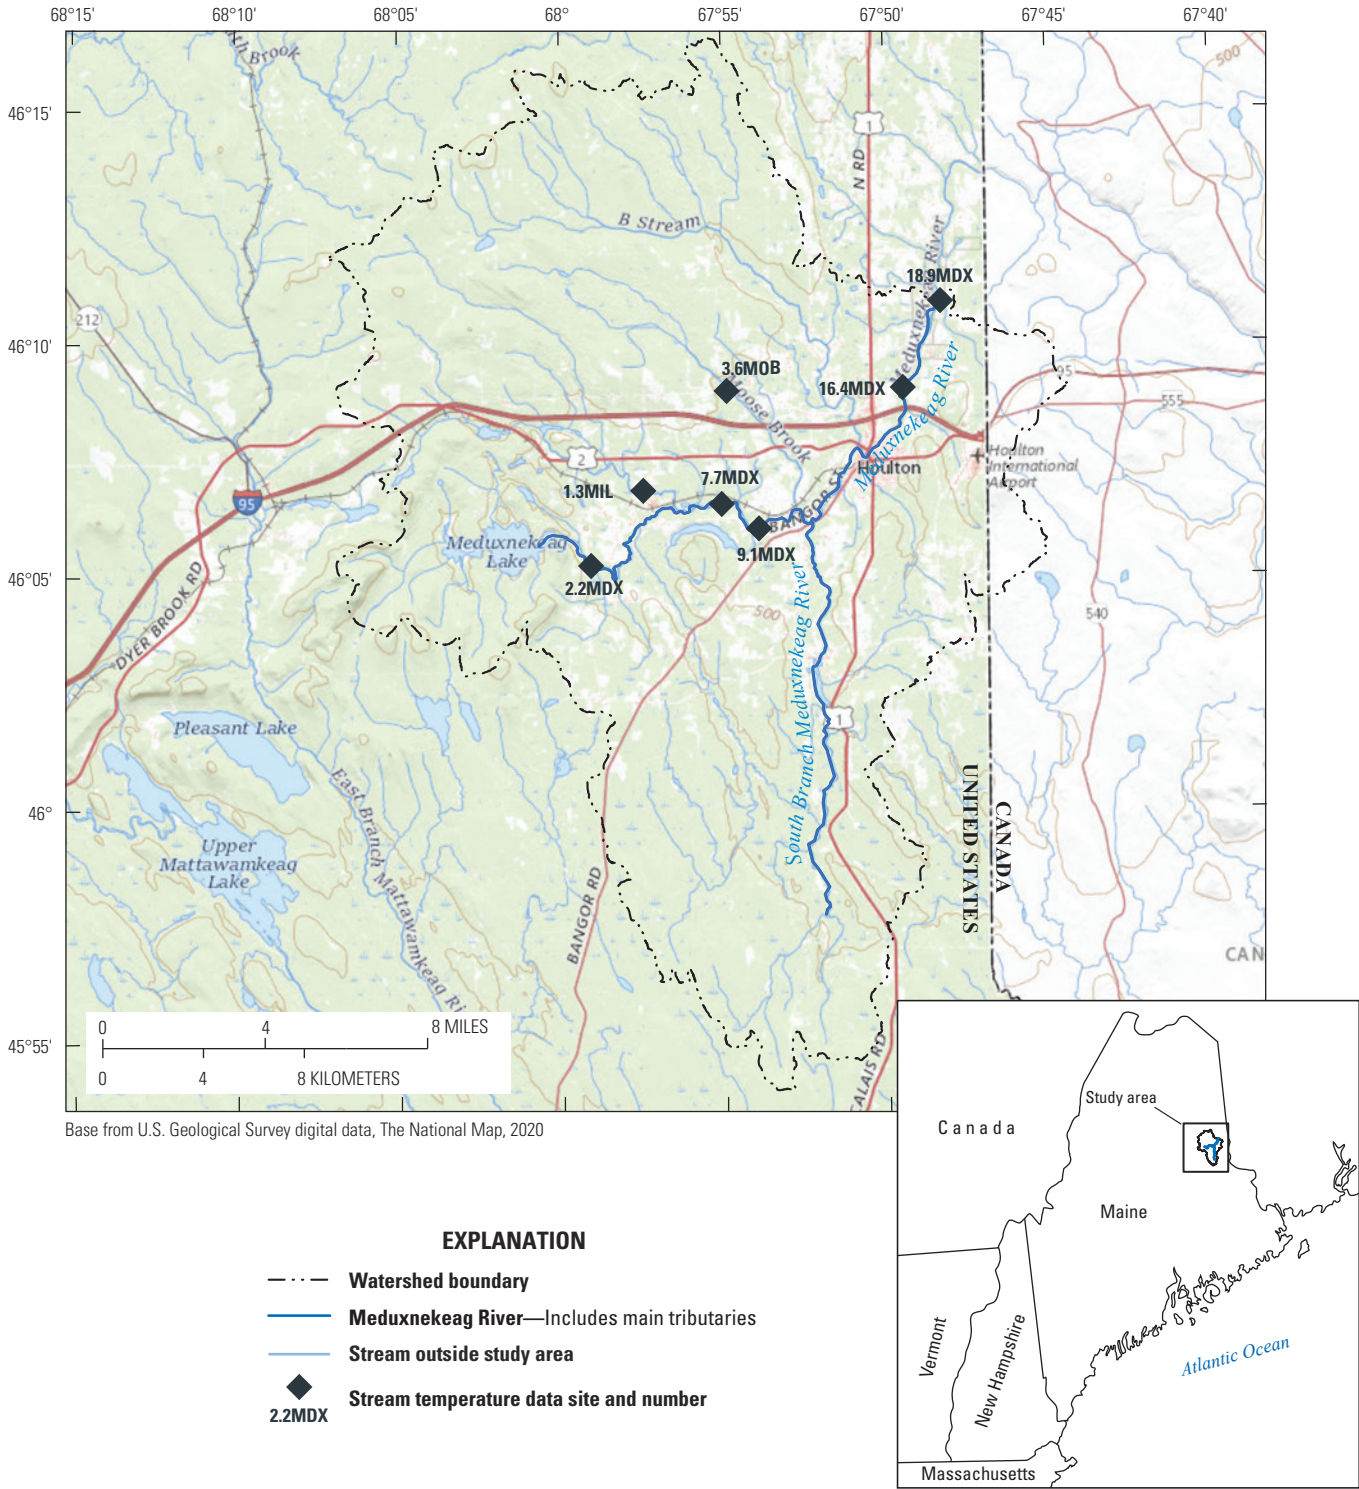 68°15′ 68°10′ 68°05′ 68° 67°55′ 67°50′ 67°45′ 67°40′
Brook
500
46°15′
1
N RD
B Stream
Meduxnekeag River
18.9MDX
212
46°10′
3.6MOB
16.4MDX
Moose Brook
Meduxnekeag River
95
555
2
Houlton
Houlton
International
Airport
1.3MIL
7.7MDX
95
BANGOR ST
Meduxnekeag
Lake
9.1MDX
46°05′
2.2MDX
DYER BROOK RD
500
540
South Branch Meduxnekeag River
Pleasant Lake
1
East Branch Mattawamkeag Ri
UNITED STATES
CANADA
46°
Upper
Mattawamkeag
Lake
BANGOR RD
CAN
0 4 8 MILES
0 4 8 KILOMETERS
45°55′
CALAIS RD
Base from U.S. Geological Survey digital data, The National Map, 2020
Study area
Canada
Maine
Vermont
New Hampshire
Atlantic Ocean
Massachusetts
EXPLANATION
Watershed boundary
Meduxnekeag River—Includes main tributaries
Stream outside study area
2.2MDX
Stream temperature data site and number